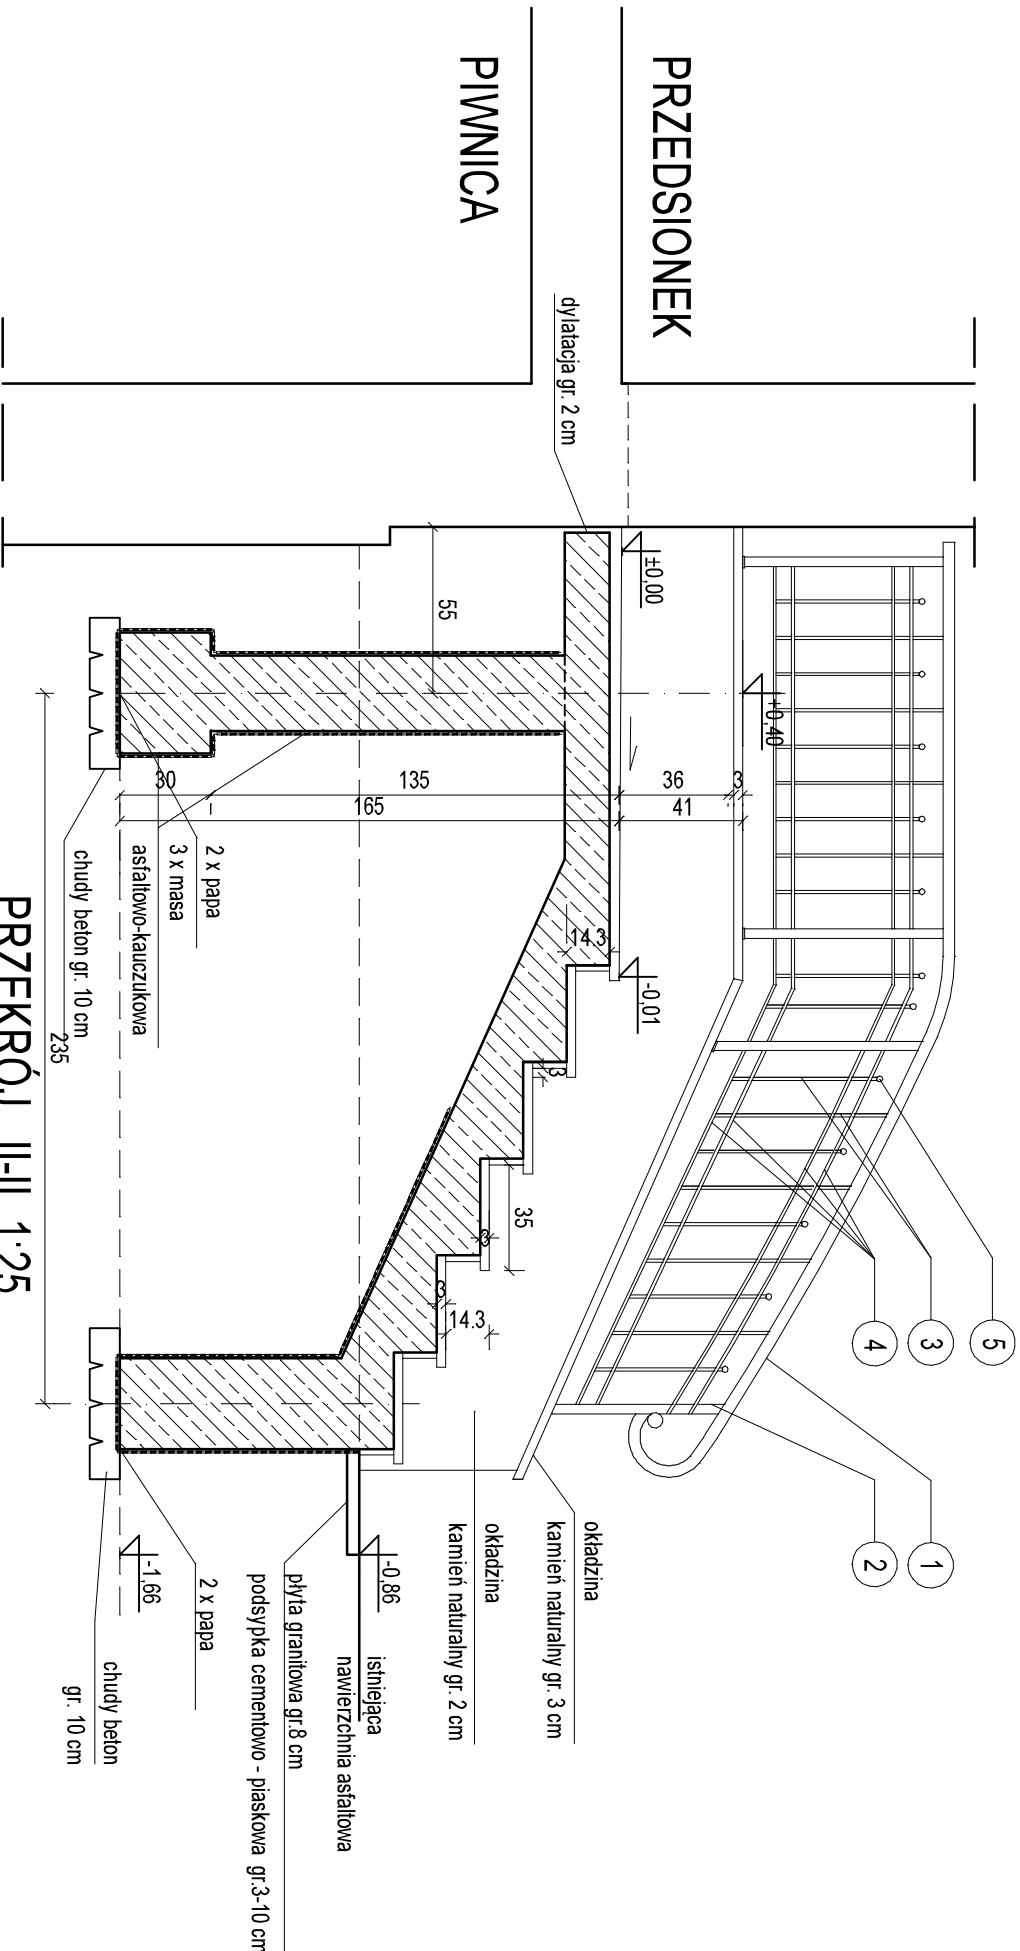 PRZEDSIONEK
PIWNICA
dylatacja gr. 2 cm
±0,00
+0,40
-0,01
55
30
135
36
3
165
41
14.3
3
35
3
3
14.3
5
3
4
1
2
2 x papa
3 x masa
asfaltowo-kauczukowa
chudy beton gr. 10 cm
235
okładzina
kamień naturalny gr. 3 cm
okładzina
kamień naturalny gr. 2 cm
-0,86
istniejąca
nawierzchnia asfaltowa
płyta granitowa gr.8 cm
podsypka cementowo - piaskowa gr.3-10 cm
-1,66
2 x papa
chudy beton
gr. 10 cm
PRZEKRÓJ II-II 1:25